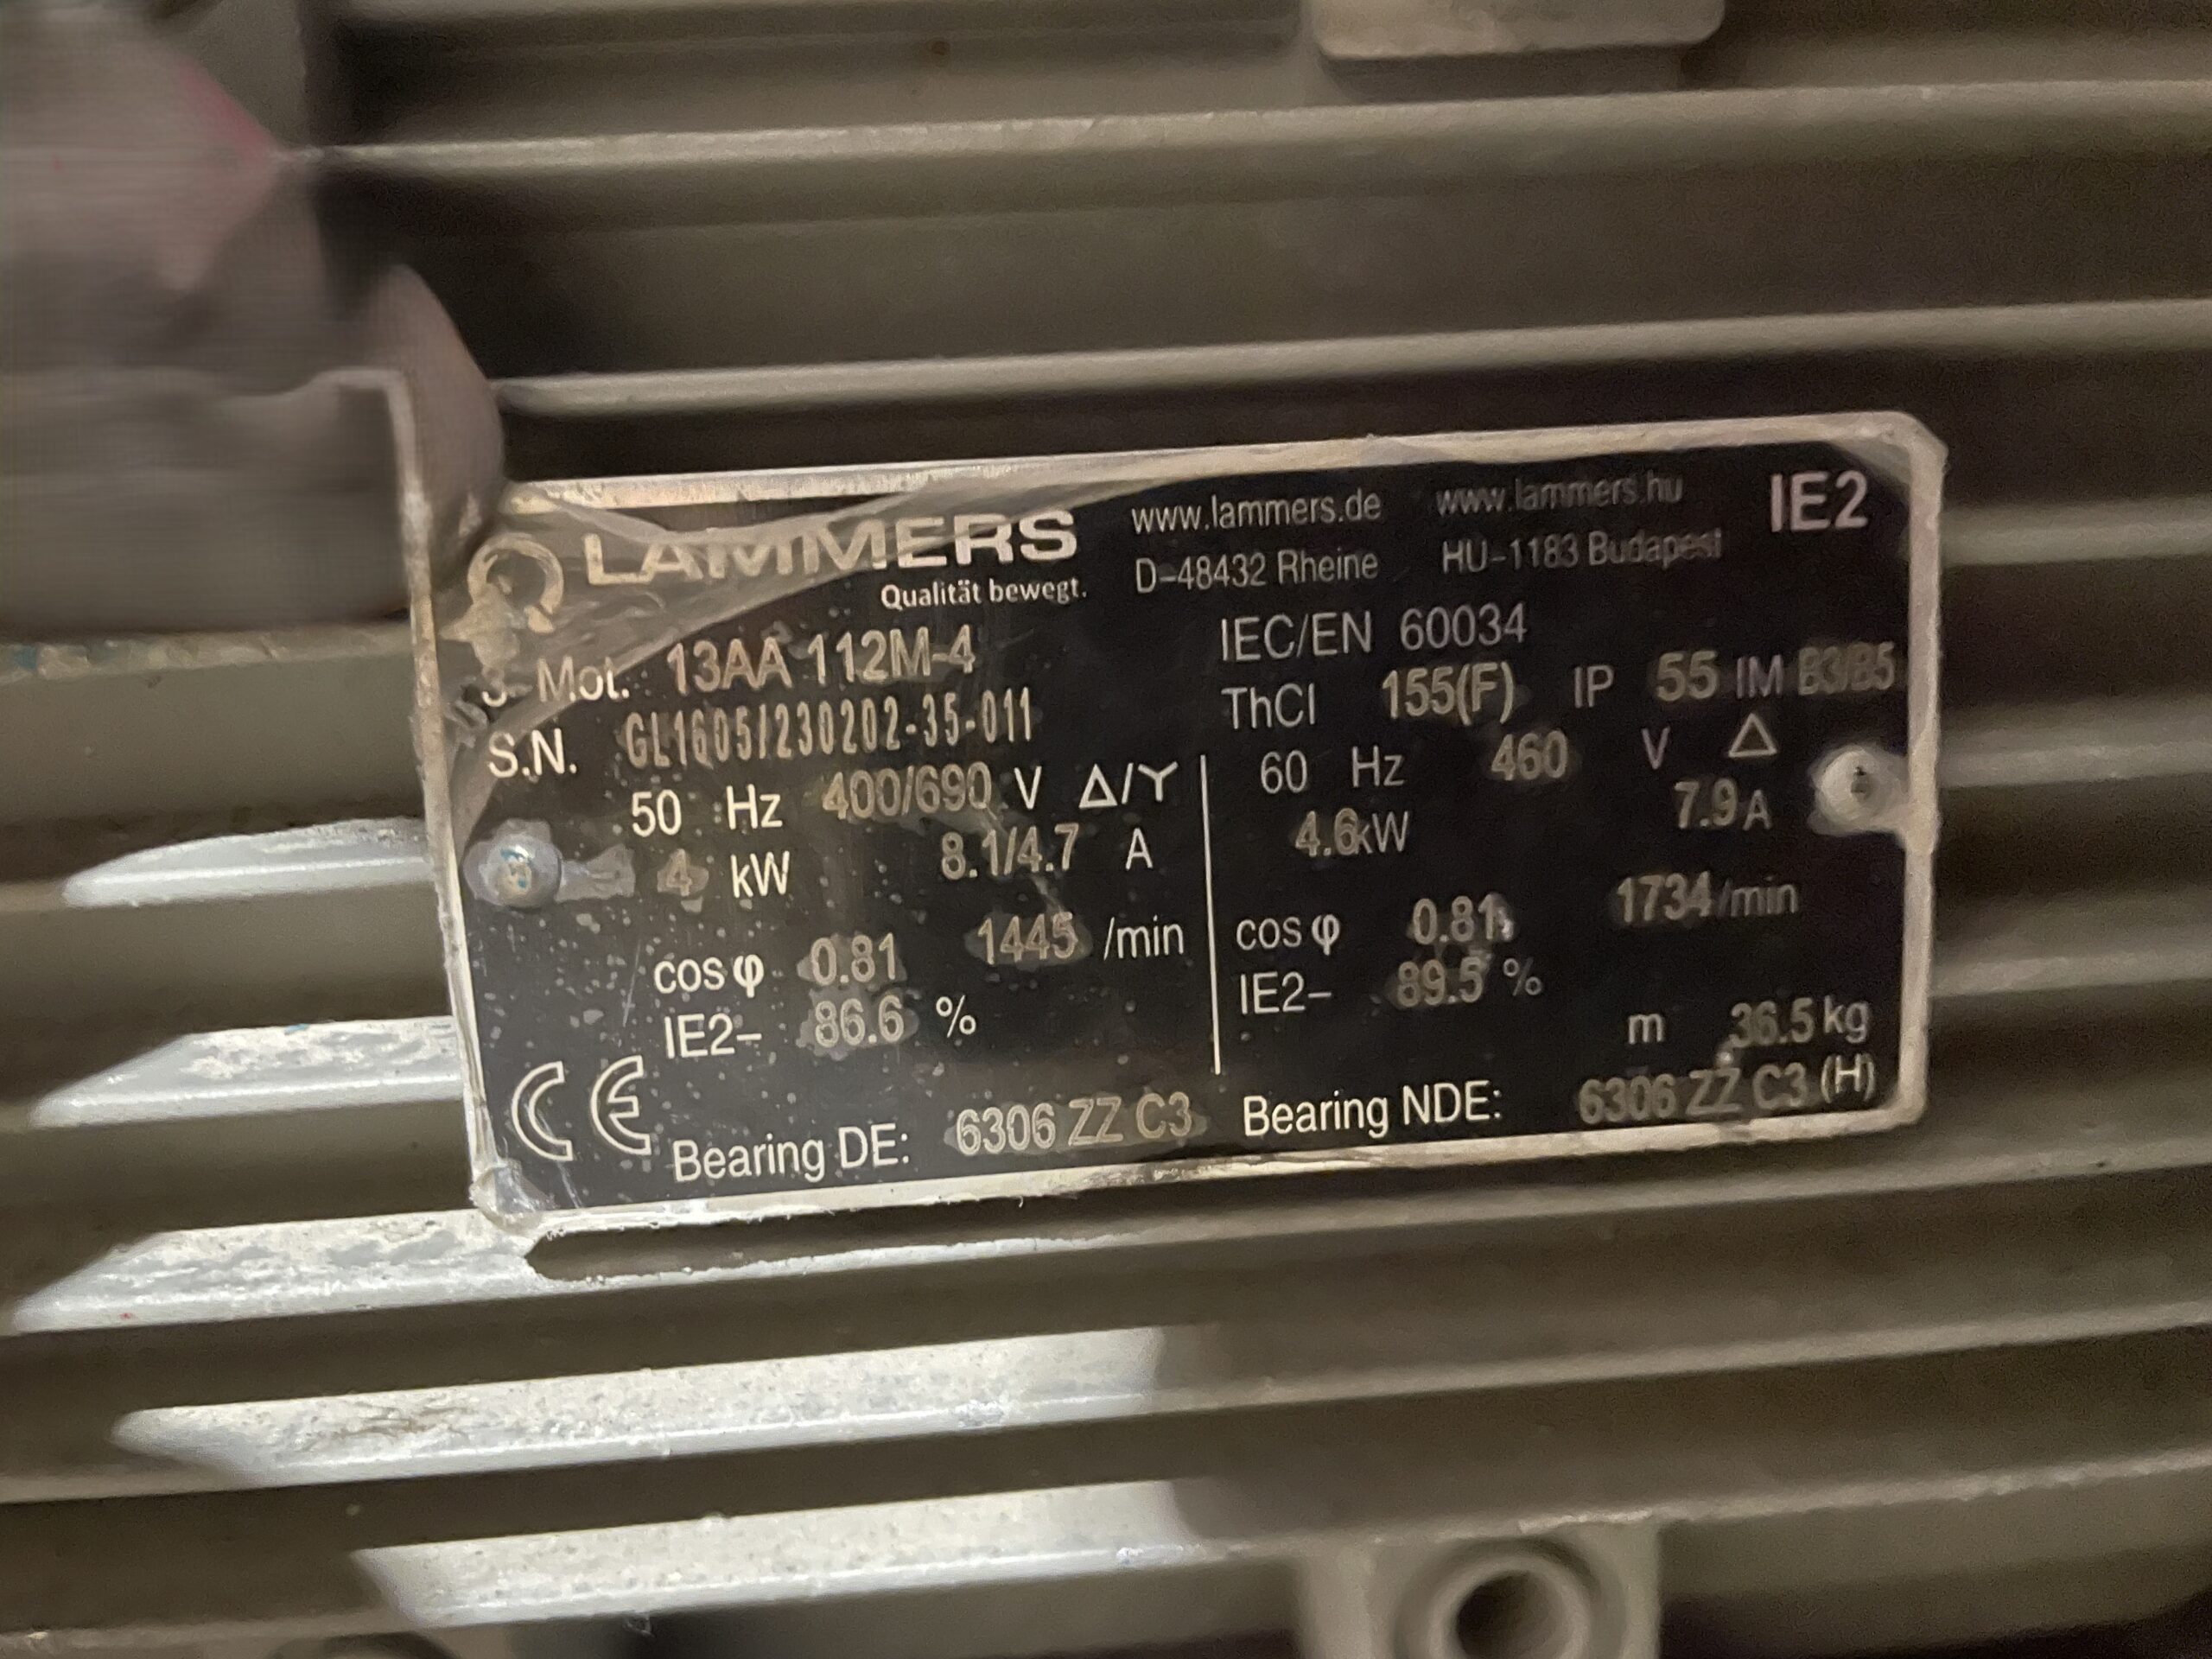 LAMMERS www.lammers.de www.lammers.hu IE2
Qualität bewegt. D-48432 Rheine HU-1183 Budapest
3~ Mot. 13AA 112M-4 IEC/EN 60034
S.N. GL1605/230202-35-011 ThCl 155(F) IP 55 IM B3/B5
50 Hz 400/690 V Δ/Y 60 Hz 460 V Δ
4 kW 8.1/4.7 A 4.6kW 7.9A
cos φ 0.81 1445 /min cos φ 0.81 1734/min
IE2- 86.6 % IE2- 89.5 %
m 36.5 kg
CE Bearing DE: 6306 ZZ C3 Bearing NDE: 6306 ZZ C3 (H)